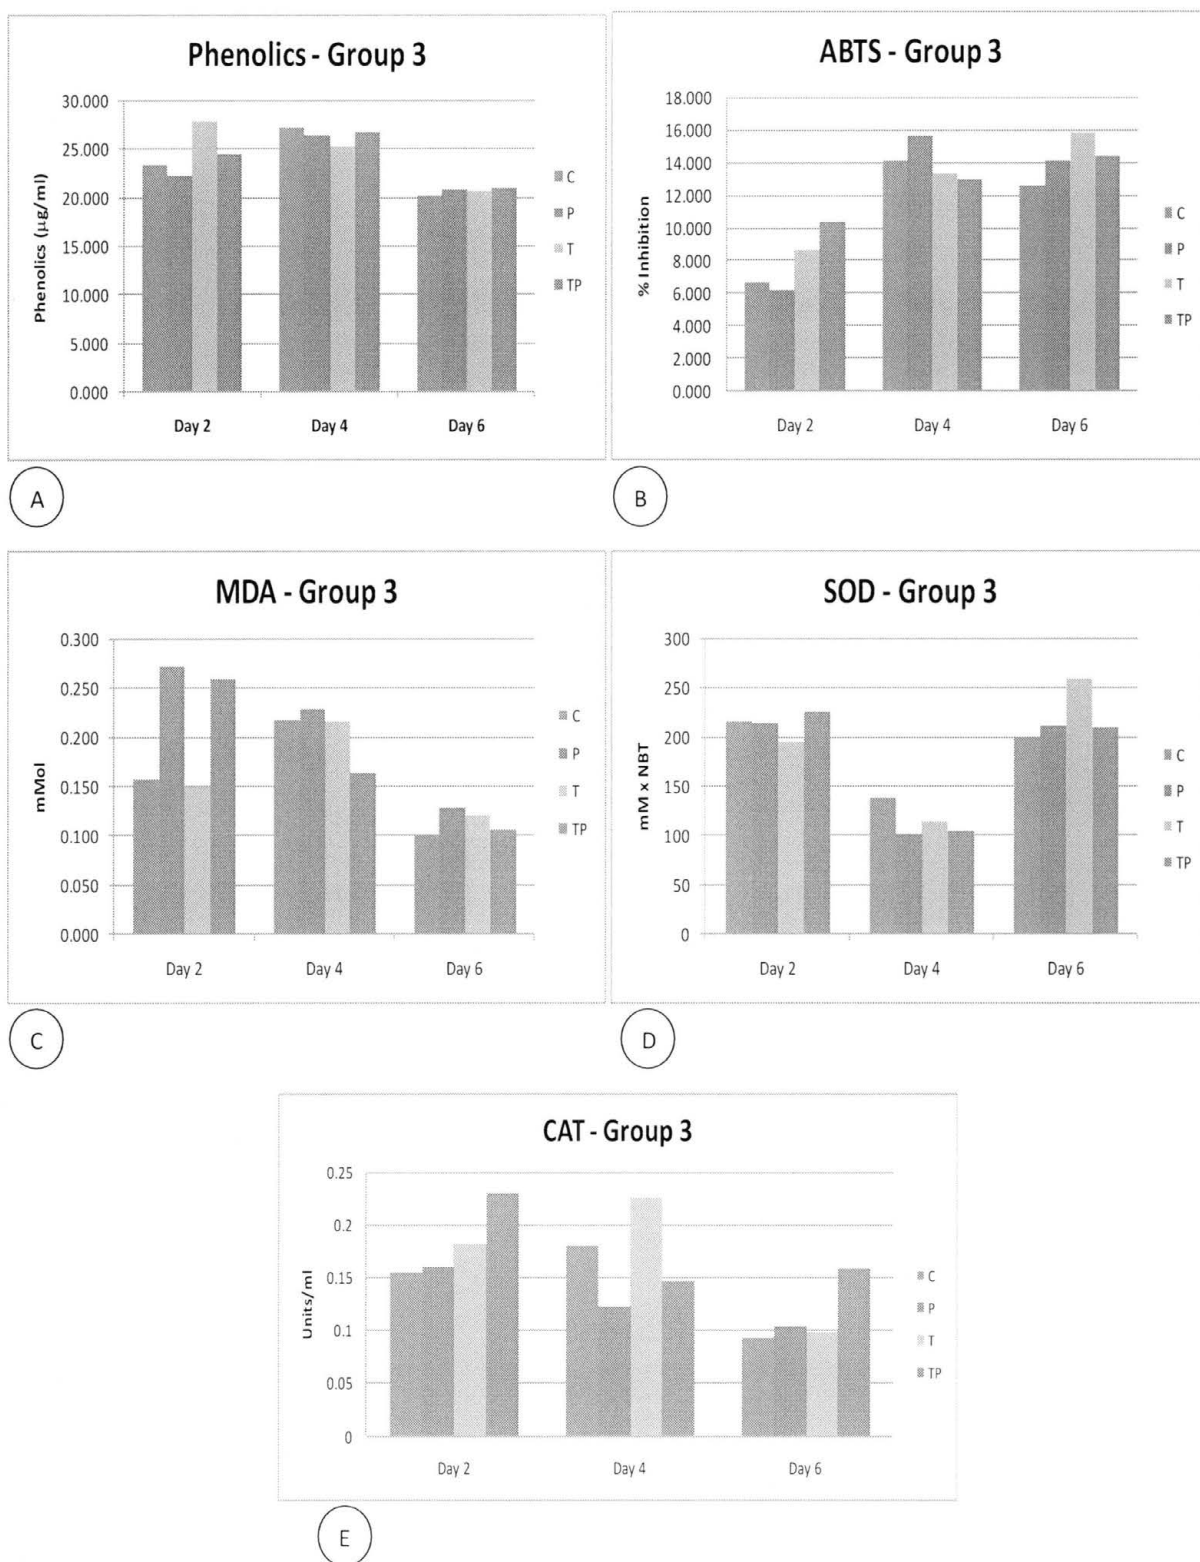 Phenolics - Group 3
Phenolics (µg/ml)
30.000
25.000
20.000
15.000
10.000
5.000
0.000
Day 2 Day 4 Day 6
C
P
T
TP
A
ABTS - Group 3
% Inhibition
18.000
16.000
14.000
12.000
10.000
8.000
6.000
4.000
2.000
0.000
Day 2 Day 4 Day 6
C
P
T
TP
B
MDA - Group 3
mMol
0.300
0.250
0.200
0.150
0.100
0.050
0.000
Day 2 Day 4 Day 6
C
P
T
TP
C
SOD - Group 3
mM x NBT
300
250
200
150
100
50
0
Day 2 Day 4 Day 6
C
P
T
TP
D
CAT - Group 3
Units/ml
0.25
0.2
0.15
0.1
0.05
0
Day 2 Day 4 Day 6
C
P
T
TP
E